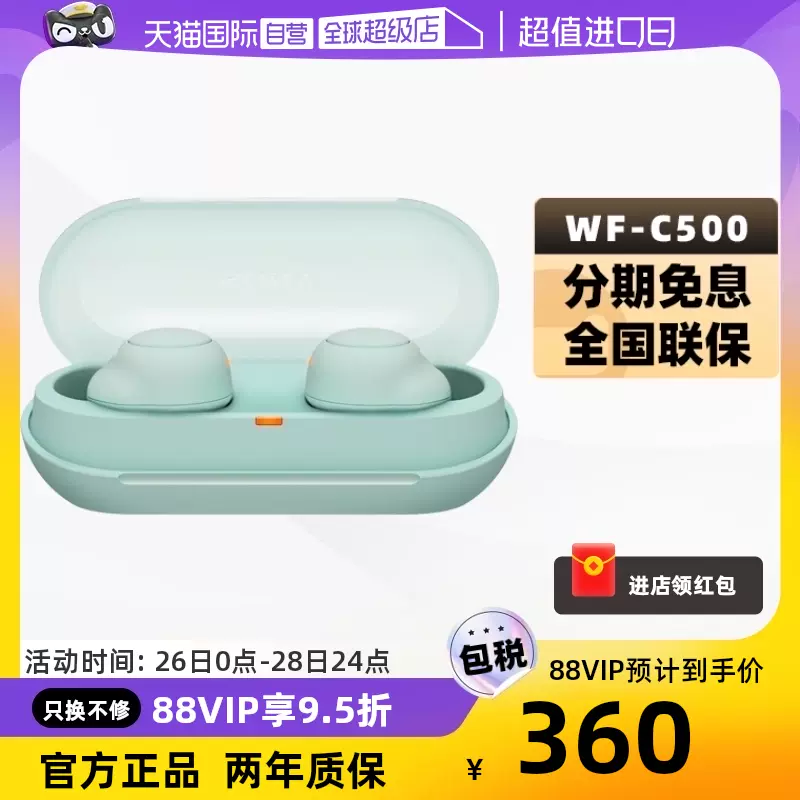 天猫国际 自营 全球超级店 超值进口日
WF-C500
分期免息
全国联保
进店领红包
活动时间: 26日0点-28日24点
包税
88VIP预计到手价
只换不修 88VIP享9.5折
¥ 360
官方正品 两年质保